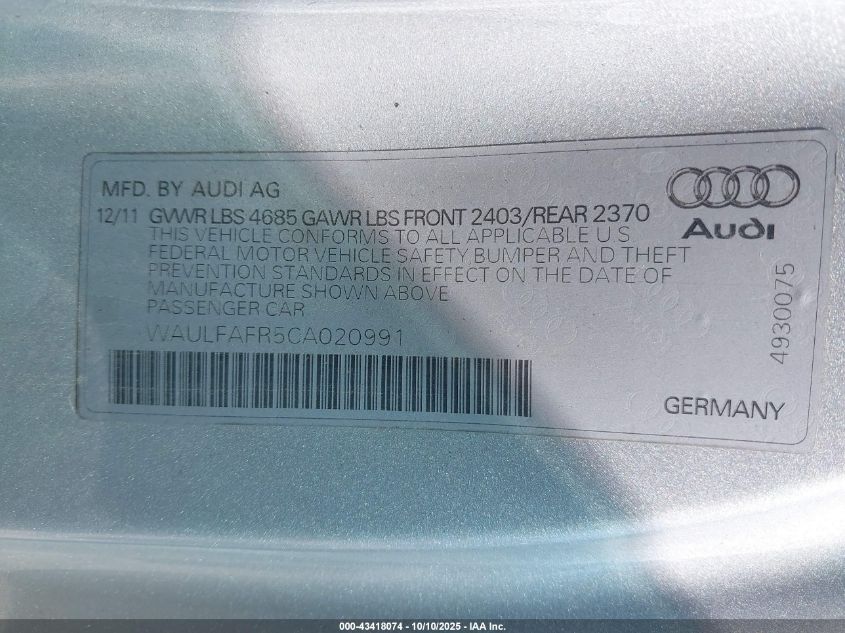 MFD. BY AUDI AG
12/11 GVWR LBS 4685 GAWR LBS FRONT 2403/REAR 2370
THIS VEHICLE CONFORMS TO ALL APPLICABLE U S
FEDERAL MOTOR VEHICLE SAFETY BUMPER AND THEFT
PREVENTION STANDARDS IN EFFECT ON THE DATE OF
MANUFACTURE SHOWN ABOVE
PASSENGER CAR
WAULFAFR5CA020991
Audi
4930075
GERMANY
000-43418074 - 10/10/2025 - IAA Inc.